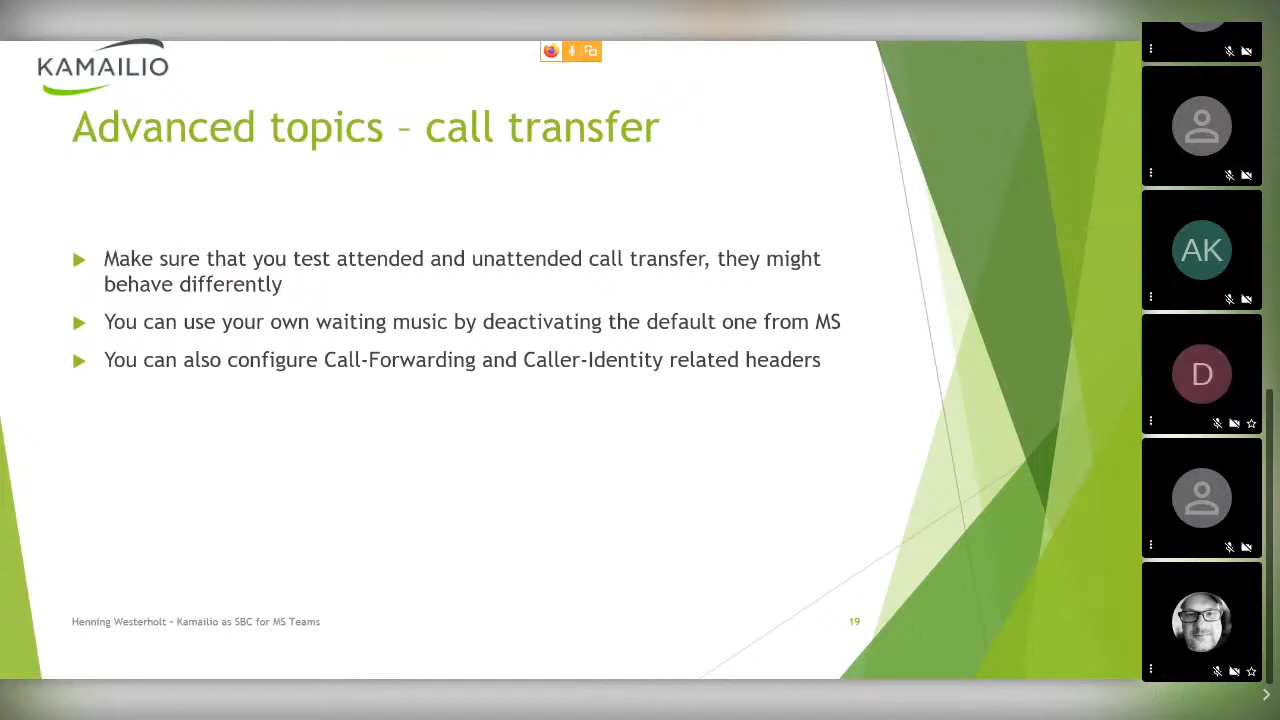 KAMAILIO
Advanced topics – call transfer
Make sure that you test attended and unattended call transfer, they might
behave differently
You can use your own waiting music by deactivating the default one from MS
You can also configure Call-Forwarding and Caller-Identity related headers
Henning Westerholt – Kamailio as SBC for MS Teams
19
AK
D